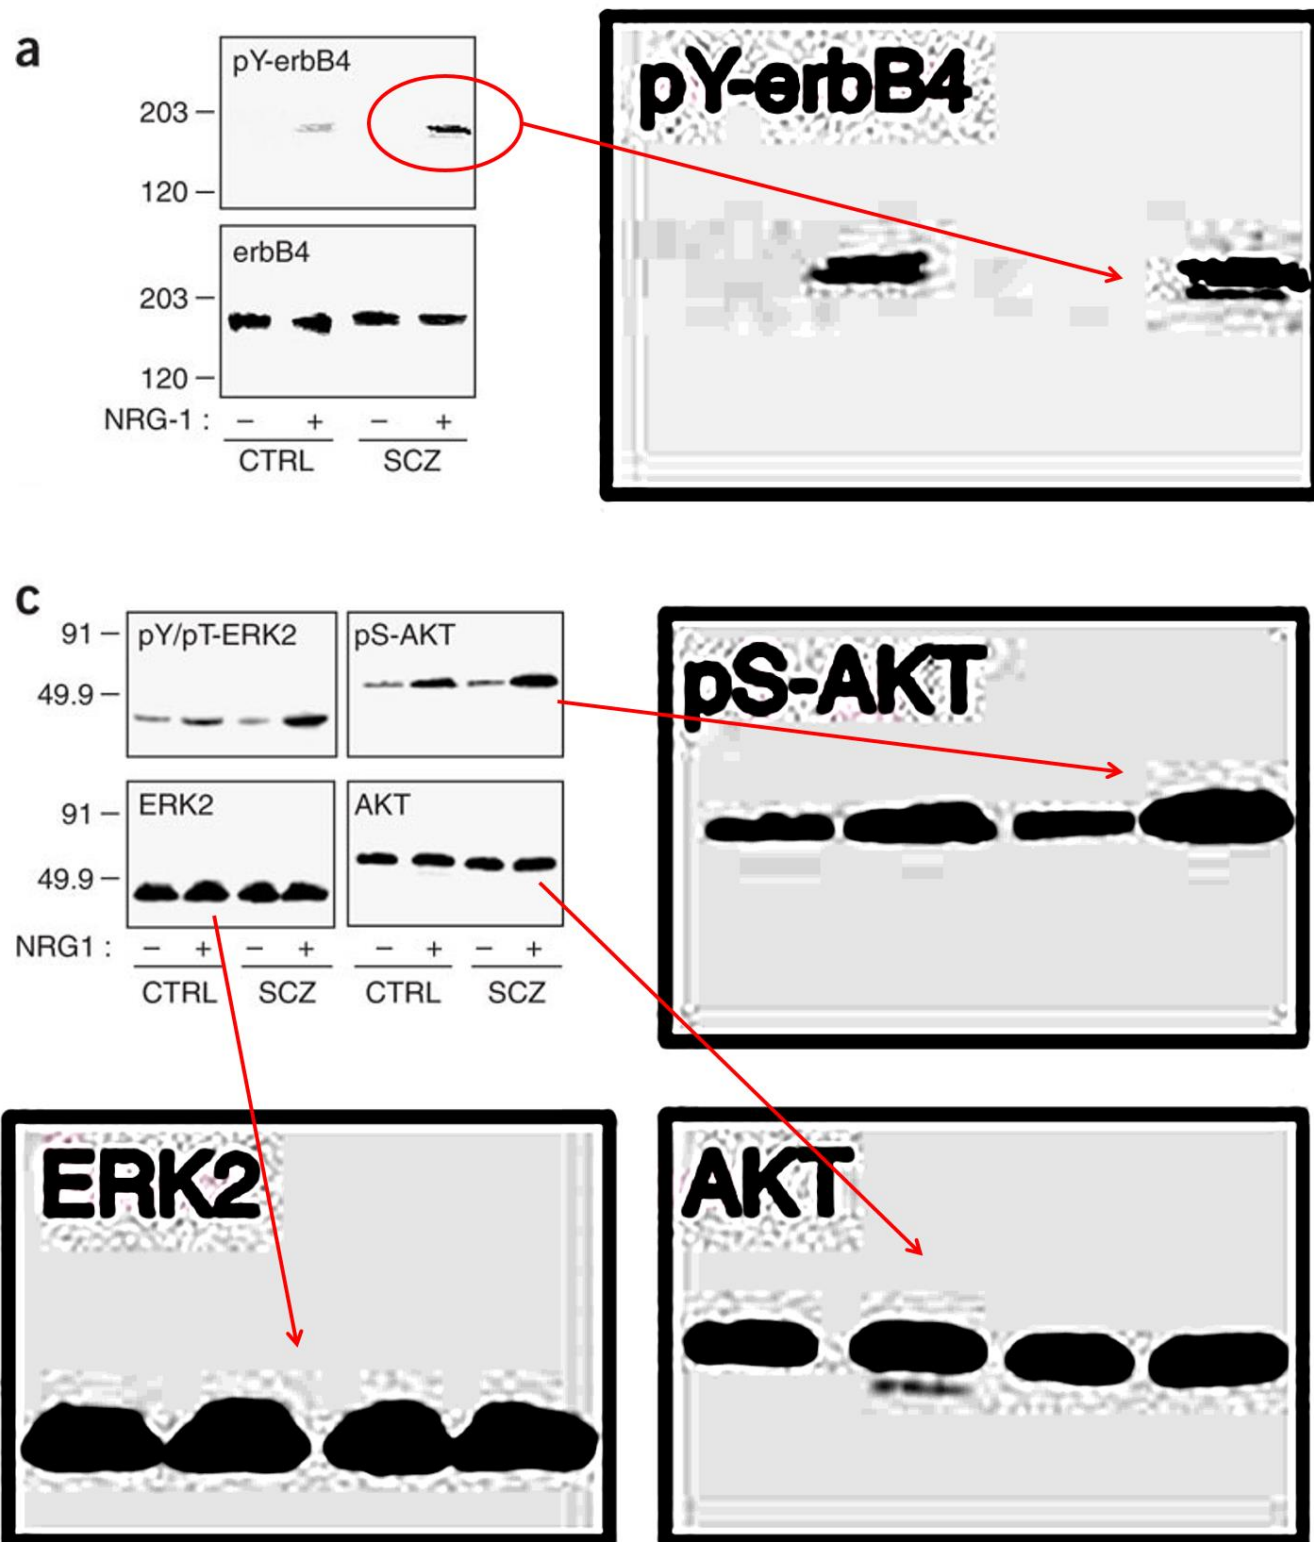 a
pY-erbB4
203
120
erbB4
203
120
NRG-1 : − + − +
CTRL SCZ
pY-erbB4
c
91
49.9
pY/pT-ERK2 pS-AKT
91
49.9
ERK2 AKT
NRG1 : − + − + − + − +
CTRL SCZ CTRL SCZ
pS-AKT
ERK2
AKT